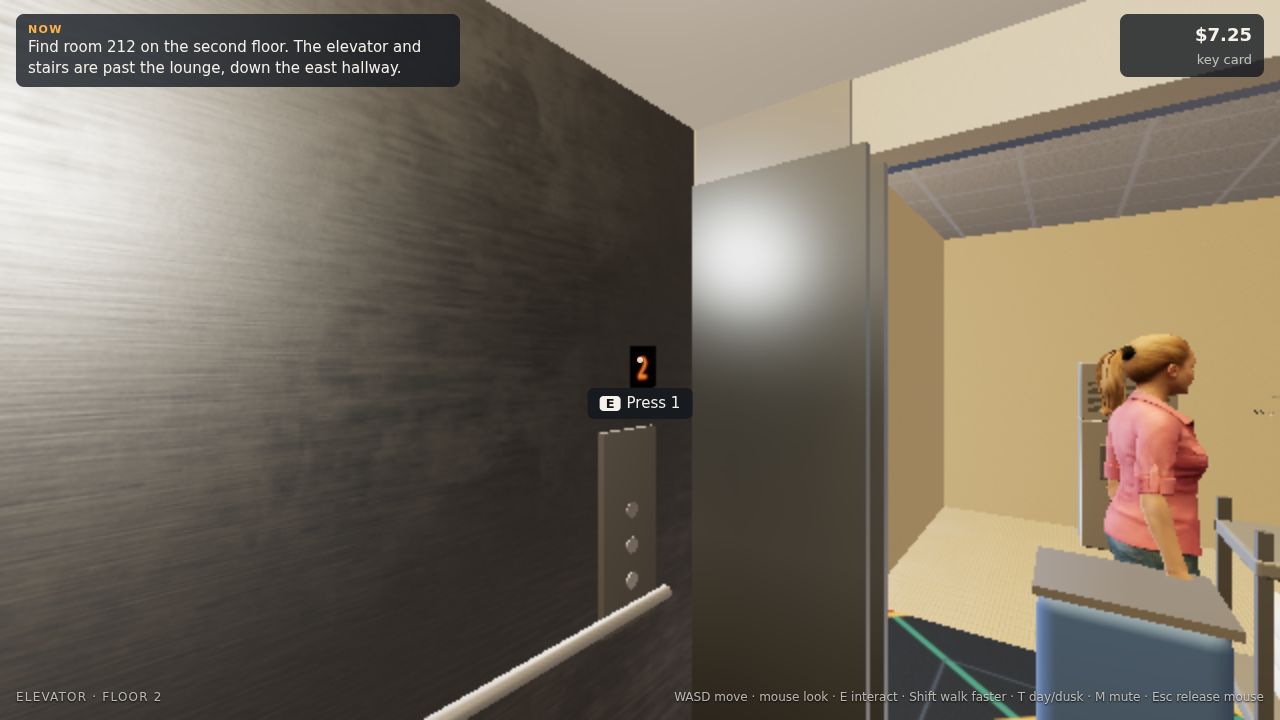 NOW
Find room 212 on the second floor. The elevator and
stairs are past the lounge, down the east hallway.
$7.25
key card
2
E Press 1
ELEVATOR · FLOOR 2
WASD move · mouse look · E interact · Shift walk faster · T day/dusk · M mute · Esc release mouse